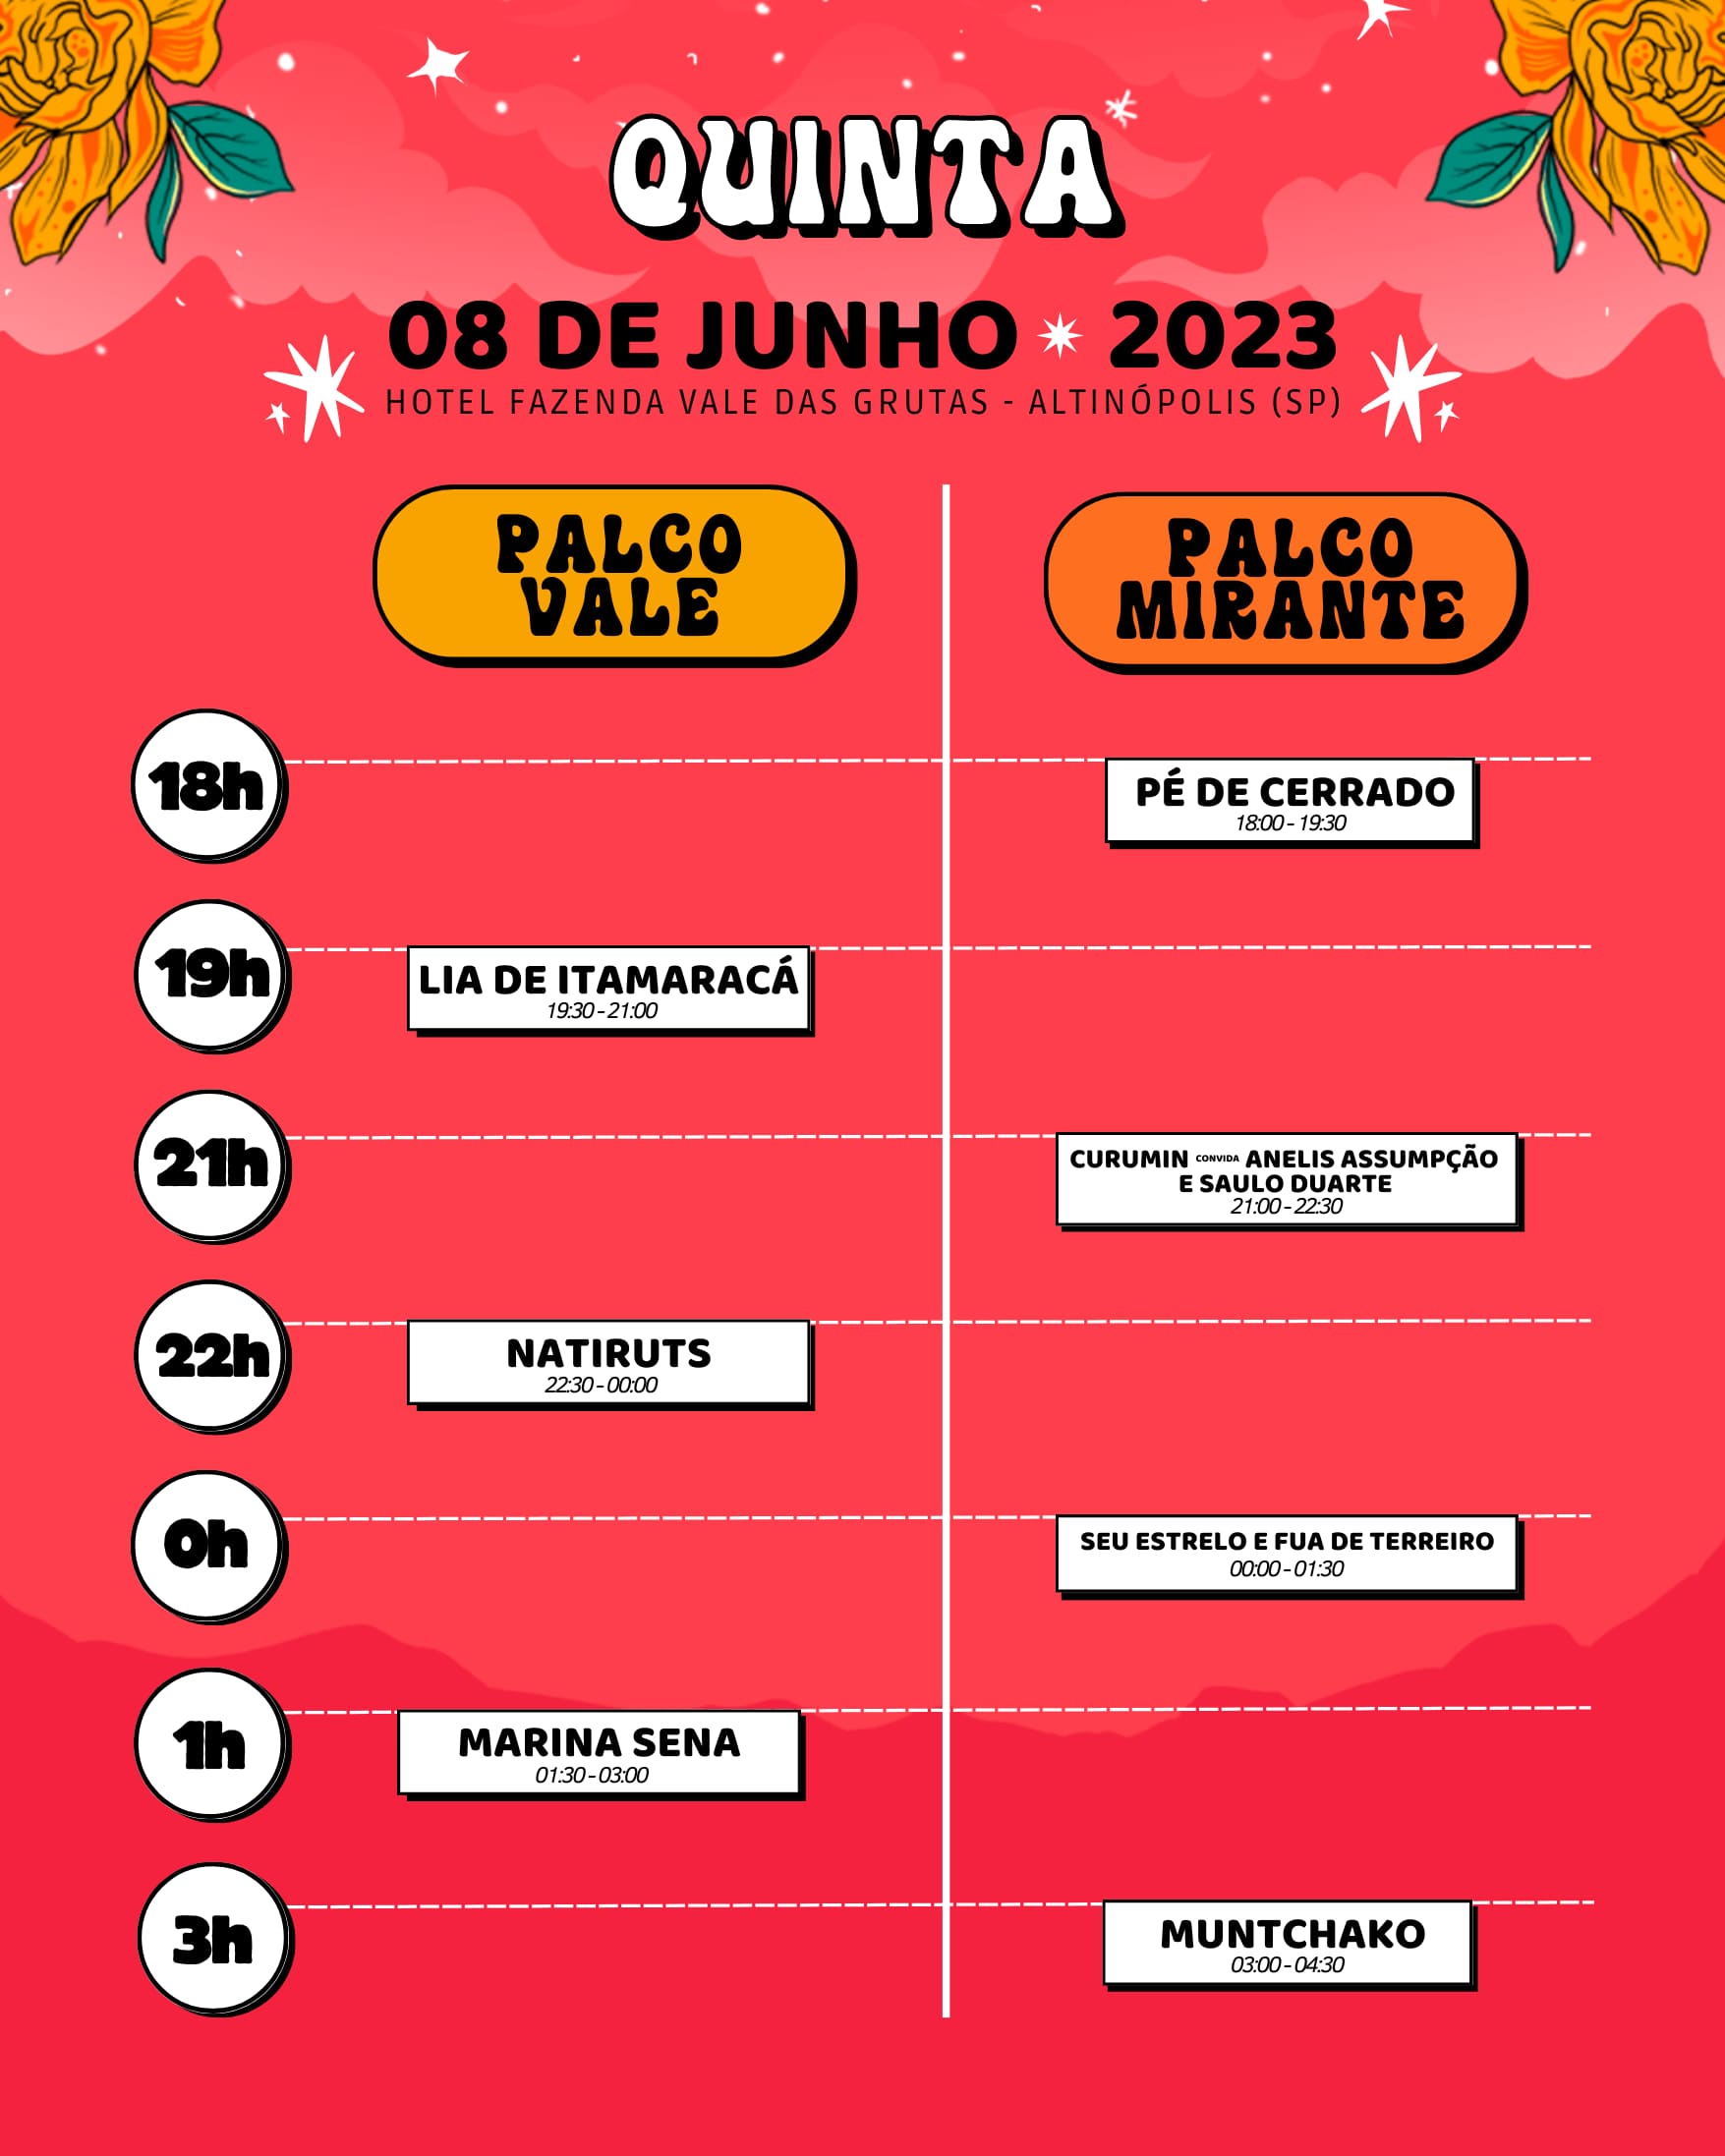 QUINTA
08 DE JUNHO 2023
HOTEL FAZENDA VALE DAS GRUTAS - ALTINÓPOLIS (SP)
PALCO
VALE
PALCO
MIRANTE
18h
PÉ DE CERRADO
18:00 - 19:30
19h
LIA DE ITAMARACÁ
19:30 - 21:00
21h
CURUMIN CONVIDA ANELIS ASSUMPÇÃO
E SAULO DUARTE
21:00 - 22:30
22h
NATIRUTS
22:30 - 00:00
0h
SEU ESTRELO E FUA DE TERREIRO
00:00 - 01:30
1h
MARINA SENA
01:30 - 03:00
3h
MUNTCHAKO
03:00 - 04:30